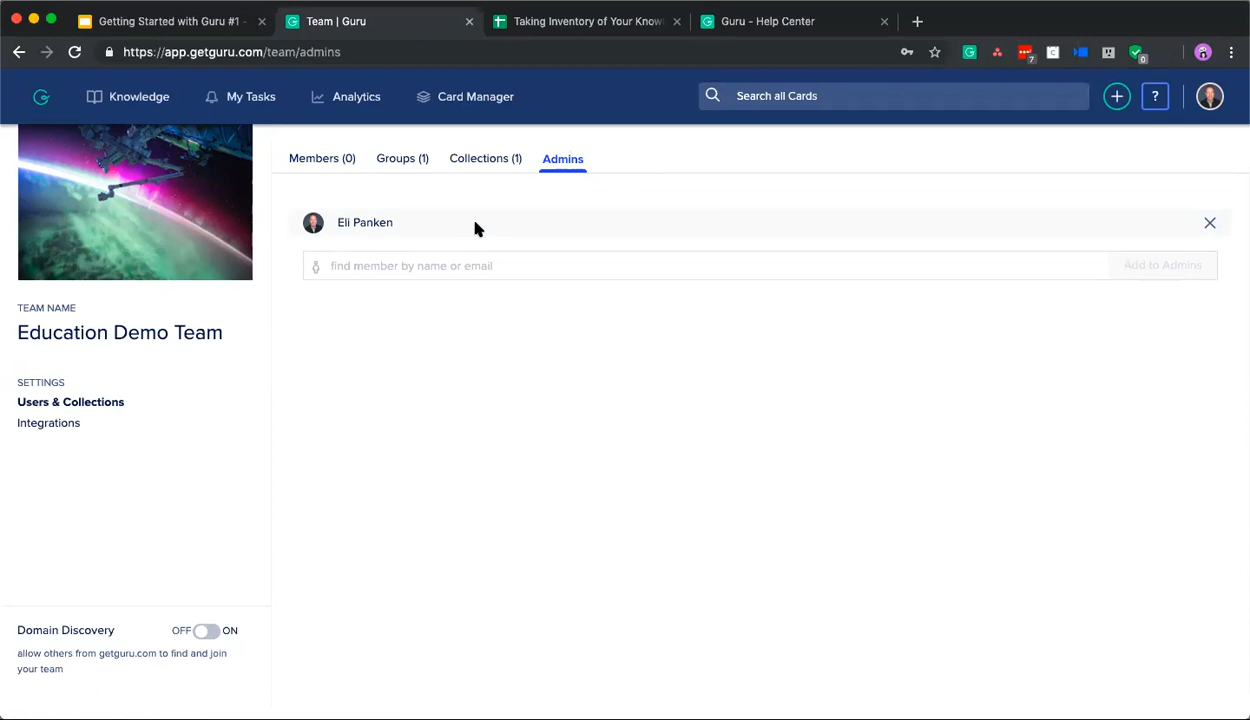 Getting Started with Guru #1 -
Team | Guru
Taking Inventory of Your Know
Guru - Help Center
https://app.getguru.com/team/admins
7
0
Knowledge
My Tasks
Analytics
Card Manager
Search all Cards
?
Members (0)
Groups (1)
Collections (1)
Admins
Eli Panken
find member by name or email
Add to Admins
TEAM NAME
Education Demo Team
SETTINGS
Users & Collections
Integrations
Domain Discovery
OFF
ON
allow others from getguru.com to find and join
your team